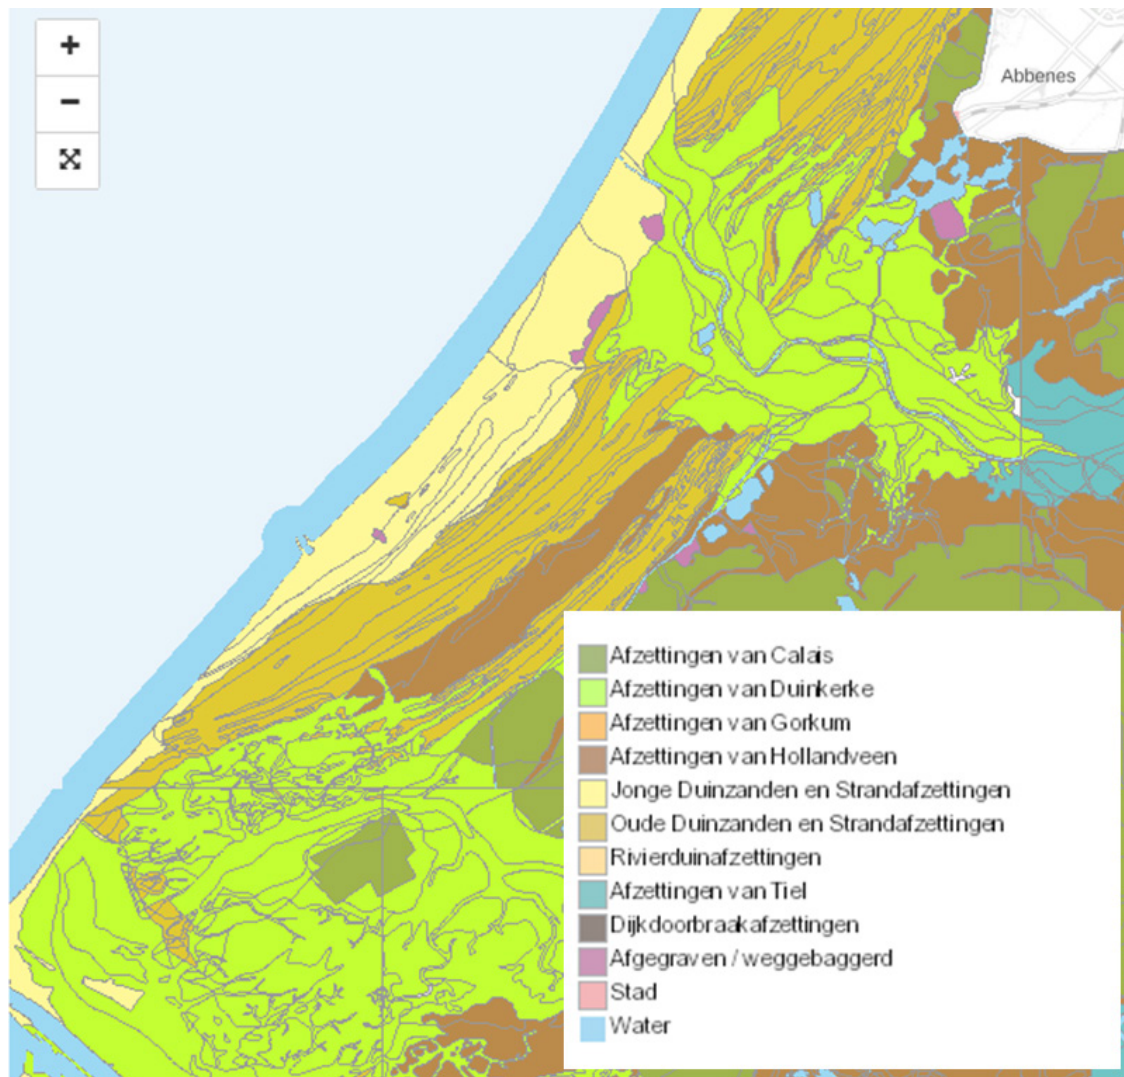 +
−
Abbenes
Afzettingen van Calais
Afzettingen van Duinkerke
Afzettingen van Gorkum
Afzettingen van Hollandveen
Jonge Duinzanden en Strandafzettingen
Oude Duinzanden en Strandafzettingen
Rivierduinafzettingen
Afzettingen van Tiel
Dijkdoorbraakafzettingen
Afgegraven / weggebaggerd
Stad
Water